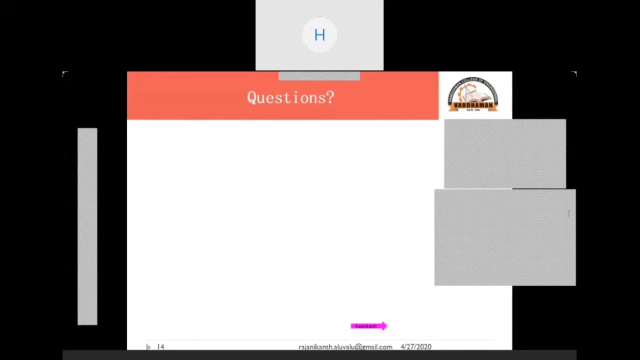 H
Questions?
VARDHAMAN
14
rajanikanth.aluvalu@gmail.com
4/27/2020